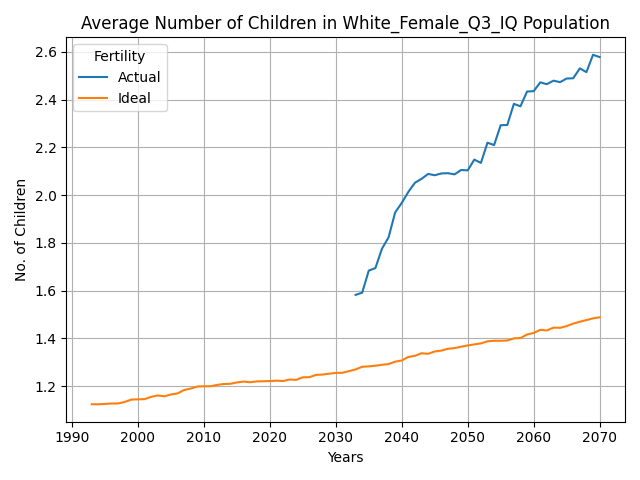 Average Number of Children in White_Female_Q3_IQ Population
Fertility
Actual
Ideal
No. of Children
2.6
2.4
2.2
2.0
1.8
1.6
1.4
1.2
1990 2000 2010 2020 2030 2040 2050 2060 2070
Years